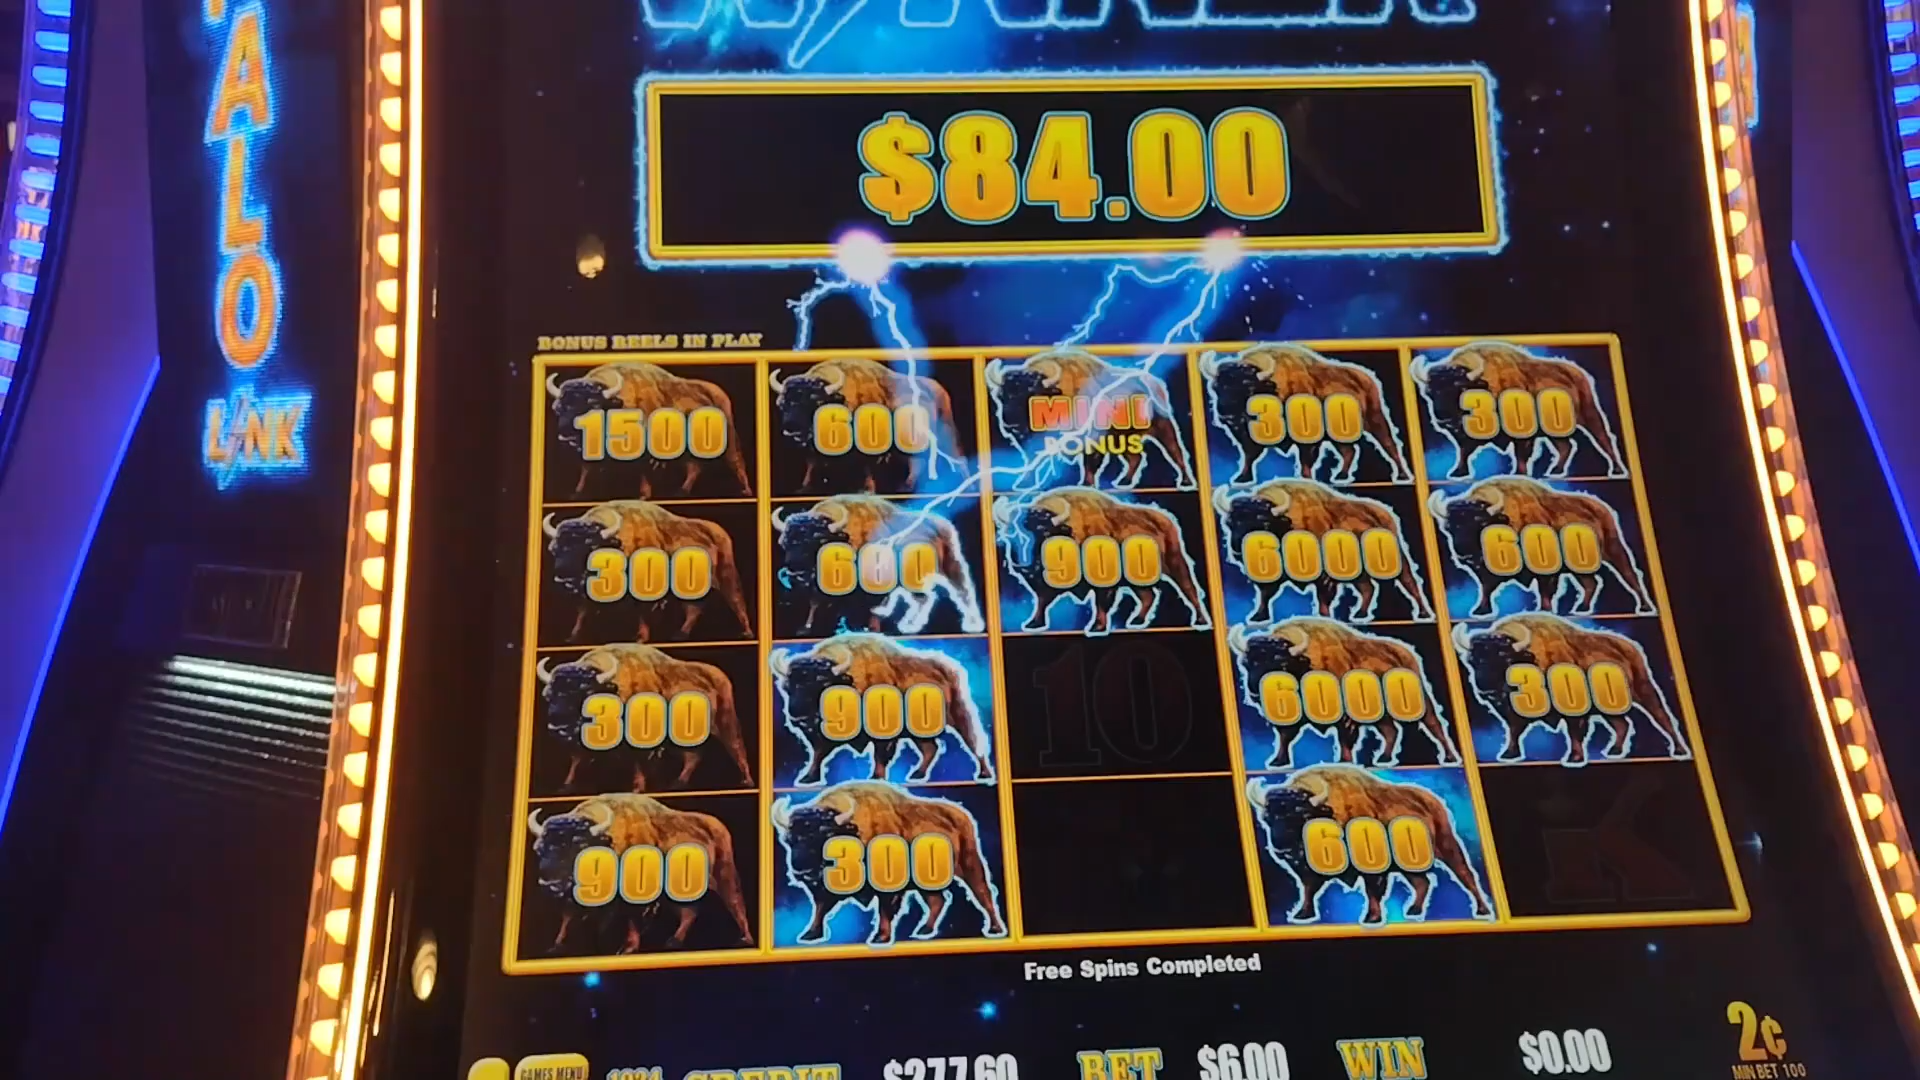 ALO
LINK
$84.00
BONUS REELS IN PLAY
1500 600 MINI BONUS 300 300
300 600 900 6000 600
300 900 10 6000 300
900 300 600 K
Free Spins Completed
GAMES MENU CREDIT $277.60 BET $6.00 WIN $0.00 2¢
MIN BET 100